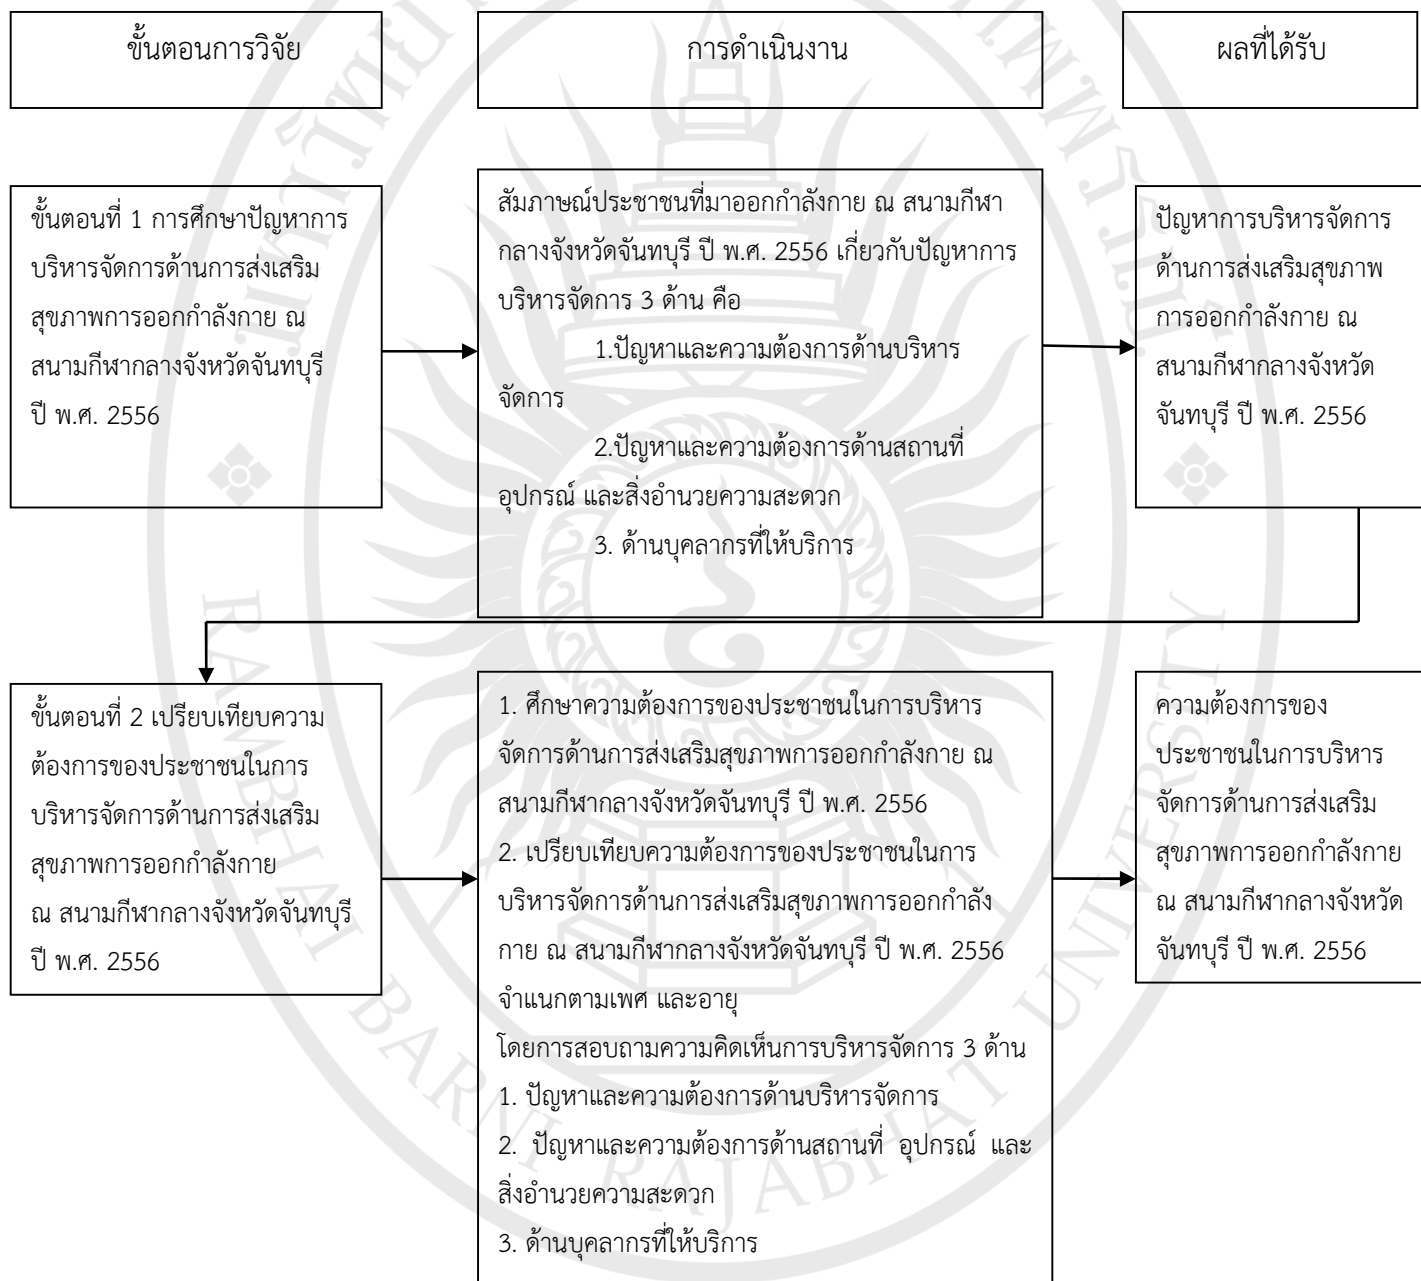 ขั้นตอนการวิจัย
การดำเนินงาน
ผลที่ได้รับ
ขั้นตอนที่ 1 การศึกษาปัญหาการ
บริหารจัดการด้านการส่งเสริม
สุขภาพการออกกำลังกาย ณ
สนามกีฬากลางจังหวัดจันทบุรี
ปี พ.ศ. 2556
สัมภาษณ์ประชาชนที่มาออกกำลังกาย ณ สนามกีฬา
กลางจังหวัดจันทบุรี ปี พ.ศ. 2556 เกี่ยวกับปัญหาการ
บริหารจัดการ 3 ด้าน คือ
1.ปัญหาและความต้องการด้านบริหาร
จัดการ
2.ปัญหาและความต้องการด้านสถานที่
อุปกรณ์ และสิ่งอำนวยความสะดวก
3. ด้านบุคลากรที่ให้บริการ
ปัญหาการบริหารจัดการ
ด้านการส่งเสริมสุขภาพ
การออกกำลังกาย ณ
สนามกีฬากลางจังหวัด
จันทบุรี ปี พ.ศ. 2556
ขั้นตอนที่ 2 เปรียบเทียบความ
ต้องการของประชาชนในการ
บริหารจัดการด้านการส่งเสริม
สุขภาพการออกกำลังกาย
ณ สนามกีฬากลางจังหวัดจันทบุรี
ปี พ.ศ. 2556
1. ศึกษาความต้องการของประชาชนในการบริหาร
จัดการด้านการส่งเสริมสุขภาพการออกกำลังกาย ณ
สนามกีฬากลางจังหวัดจันทบุรี ปี พ.ศ. 2556
2. เปรียบเทียบความต้องการของประชาชนในการ
บริหารจัดการด้านการส่งเสริมสุขภาพการออกกำลัง
กาย ณ สนามกีฬากลางจังหวัดจันทบุรี ปี พ.ศ. 2556
จำแนกตามเพศ และอายุ
โดยการสอบถามความคิดเห็นการบริหารจัดการ 3 ด้าน
1. ปัญหาและความต้องการด้านบริหารจัดการ
2. ปัญหาและความต้องการด้านสถานที่ อุปกรณ์ และ
สิ่งอำนวยความสะดวก
3. ด้านบุคลากรที่ให้บริการ
ความต้องการของ
ประชาชนในการบริหาร
จัดการด้านการส่งเสริม
สุขภาพการออกกำลังกาย
ณ สนามกีฬากลางจังหวัด
จันทบุรี ปี พ.ศ. 2556
RAMBHAI BARNI RAJABHAT UNIVERSITY